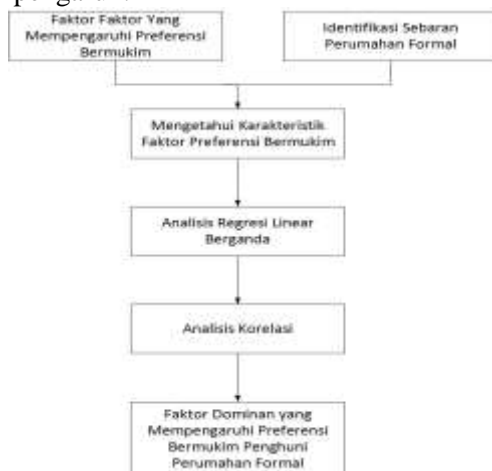 Faktor Faktor Yang
Mempengaruhi Preferensi
Bermukim
Identifikasi Sebaran
Perumahan Formal
Mengetahui Karakteristik
Faktor Preferensi Bermukim
Analisis Regresi Linear
Berganda
Analisis Korelasi
Faktor Dominan yang
Mempengaruhi Preferensi
Bermukim Penghuni
Perumahan Formal